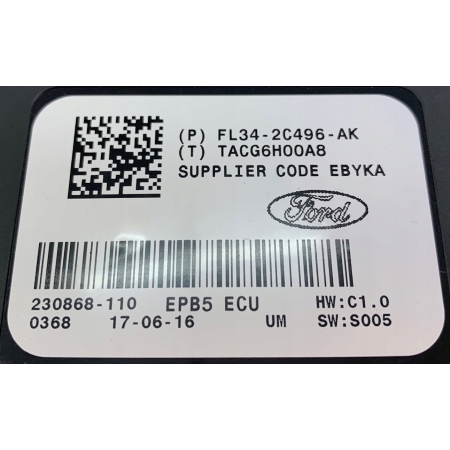 (P) FL34-2C496-AK
(T) TACG6H00A8
SUPPLIER CODE EBYKA
Ford
230868-110 EPB5 ECU HW:C1.0
0368 17-06-16 UM SW:S005